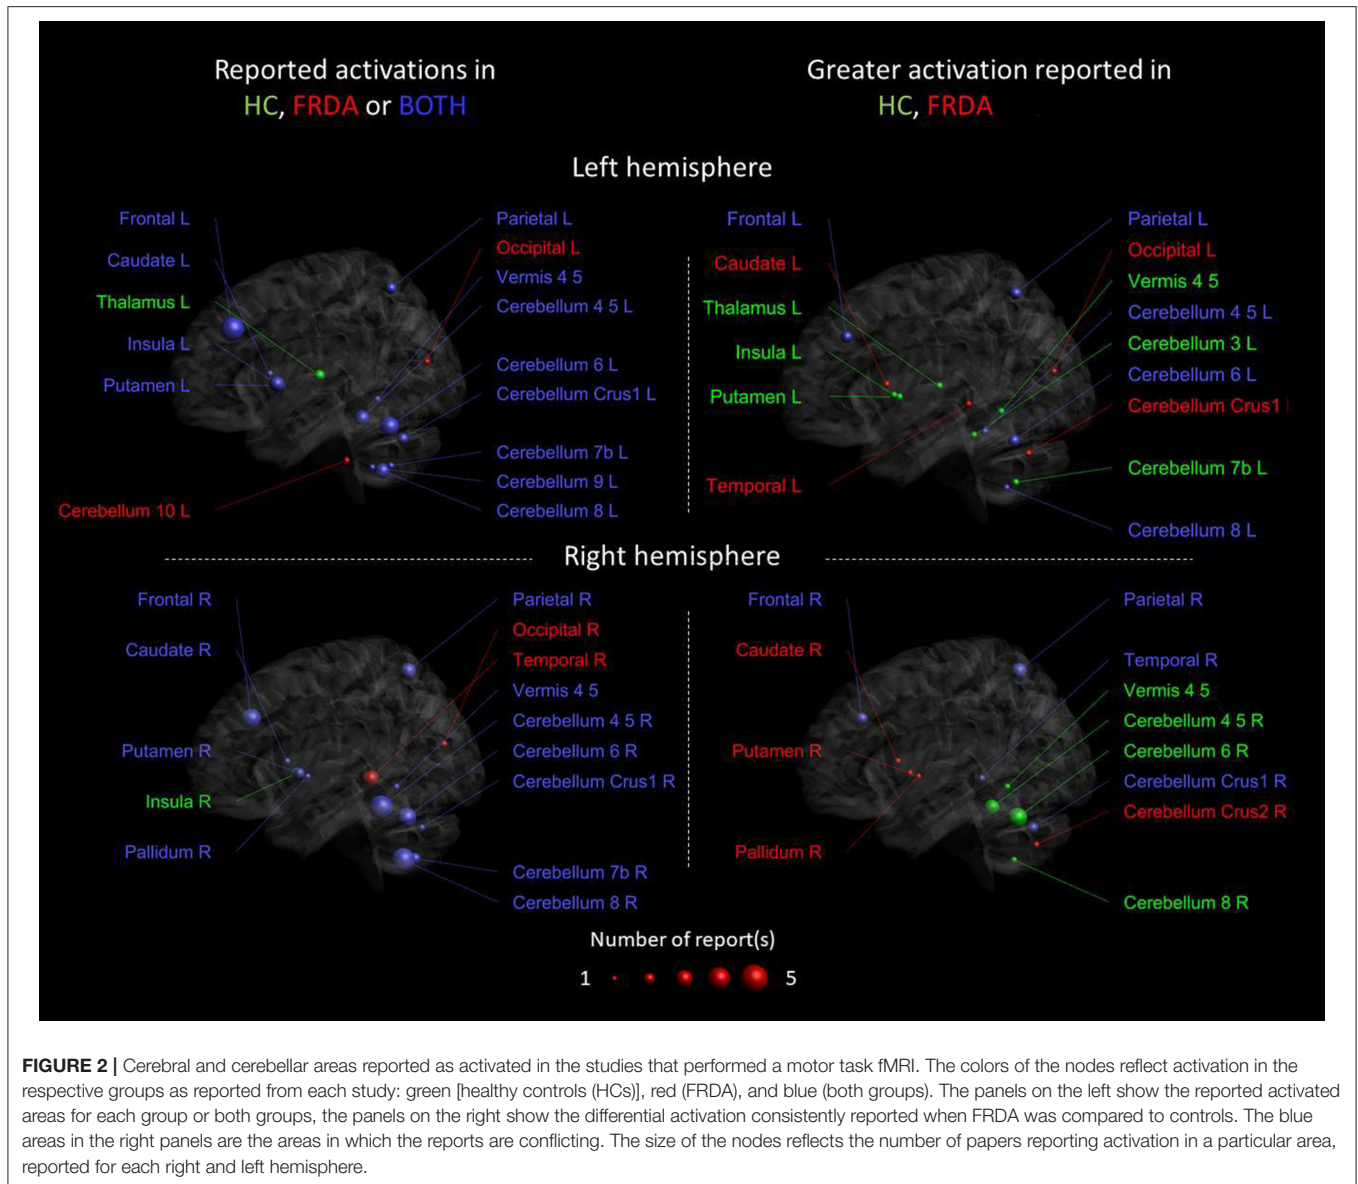 Reported activations in
HC, FRDA or BOTH
Greater activation reported in
HC, FRDA
Left hemisphere
Frontal L
Caudate L
Thalamus L
Insula L
Putamen L
Cerebellum 10 L
Parietal L
Occipital L
Vermis 4 5
Cerebellum 4 5 L
Cerebellum 6 L
Cerebellum Crus1 L
Cerebellum 7b L
Cerebellum 9 L
Cerebellum 8 L
Frontal L
Caudate L
Thalamus L
Insula L
Putamen L
Temporal L
Parietal L
Occipital L
Vermis 4 5
Cerebellum 4 5 L
Cerebellum 3 L
Cerebellum 6 L
Cerebellum Crus1
Cerebellum 7b L
Cerebellum 8 L
Right hemisphere
Frontal R
Caudate R
Putamen R
Insula R
Pallidum R
Parietal R
Occipital R
Temporal R
Vermis 4 5
Cerebellum 4 5 R
Cerebellum 6 R
Cerebellum Crus1 R
Cerebellum 7b R
Cerebellum 8 R
Frontal R
Caudate R
Putamen R
Pallidum R
Parietal R
Temporal R
Vermis 4 5
Cerebellum 4 5 R
Cerebellum 6 R
Cerebellum Crus1 R
Cerebellum Crus2 R
Cerebellum 8 R
Number of report(s)
1 5
FIGURE 2 | Cerebral and cerebellar areas reported as activated in the studies that performed a motor task fMRI. The colors of the nodes reflect activation in the
respective groups as reported from each study: green [healthy controls (HCs)], red (FRDA), and blue (both groups). The panels on the left show the reported activated
areas for each group or both groups, the panels on the right show the differential activation consistently reported when FRDA was compared to controls. The blue
areas in the right panels are the areas in which the reports are conflicting. The size of the nodes reflects the number of papers reporting activation in a particular area,
reported for each right and left hemisphere.